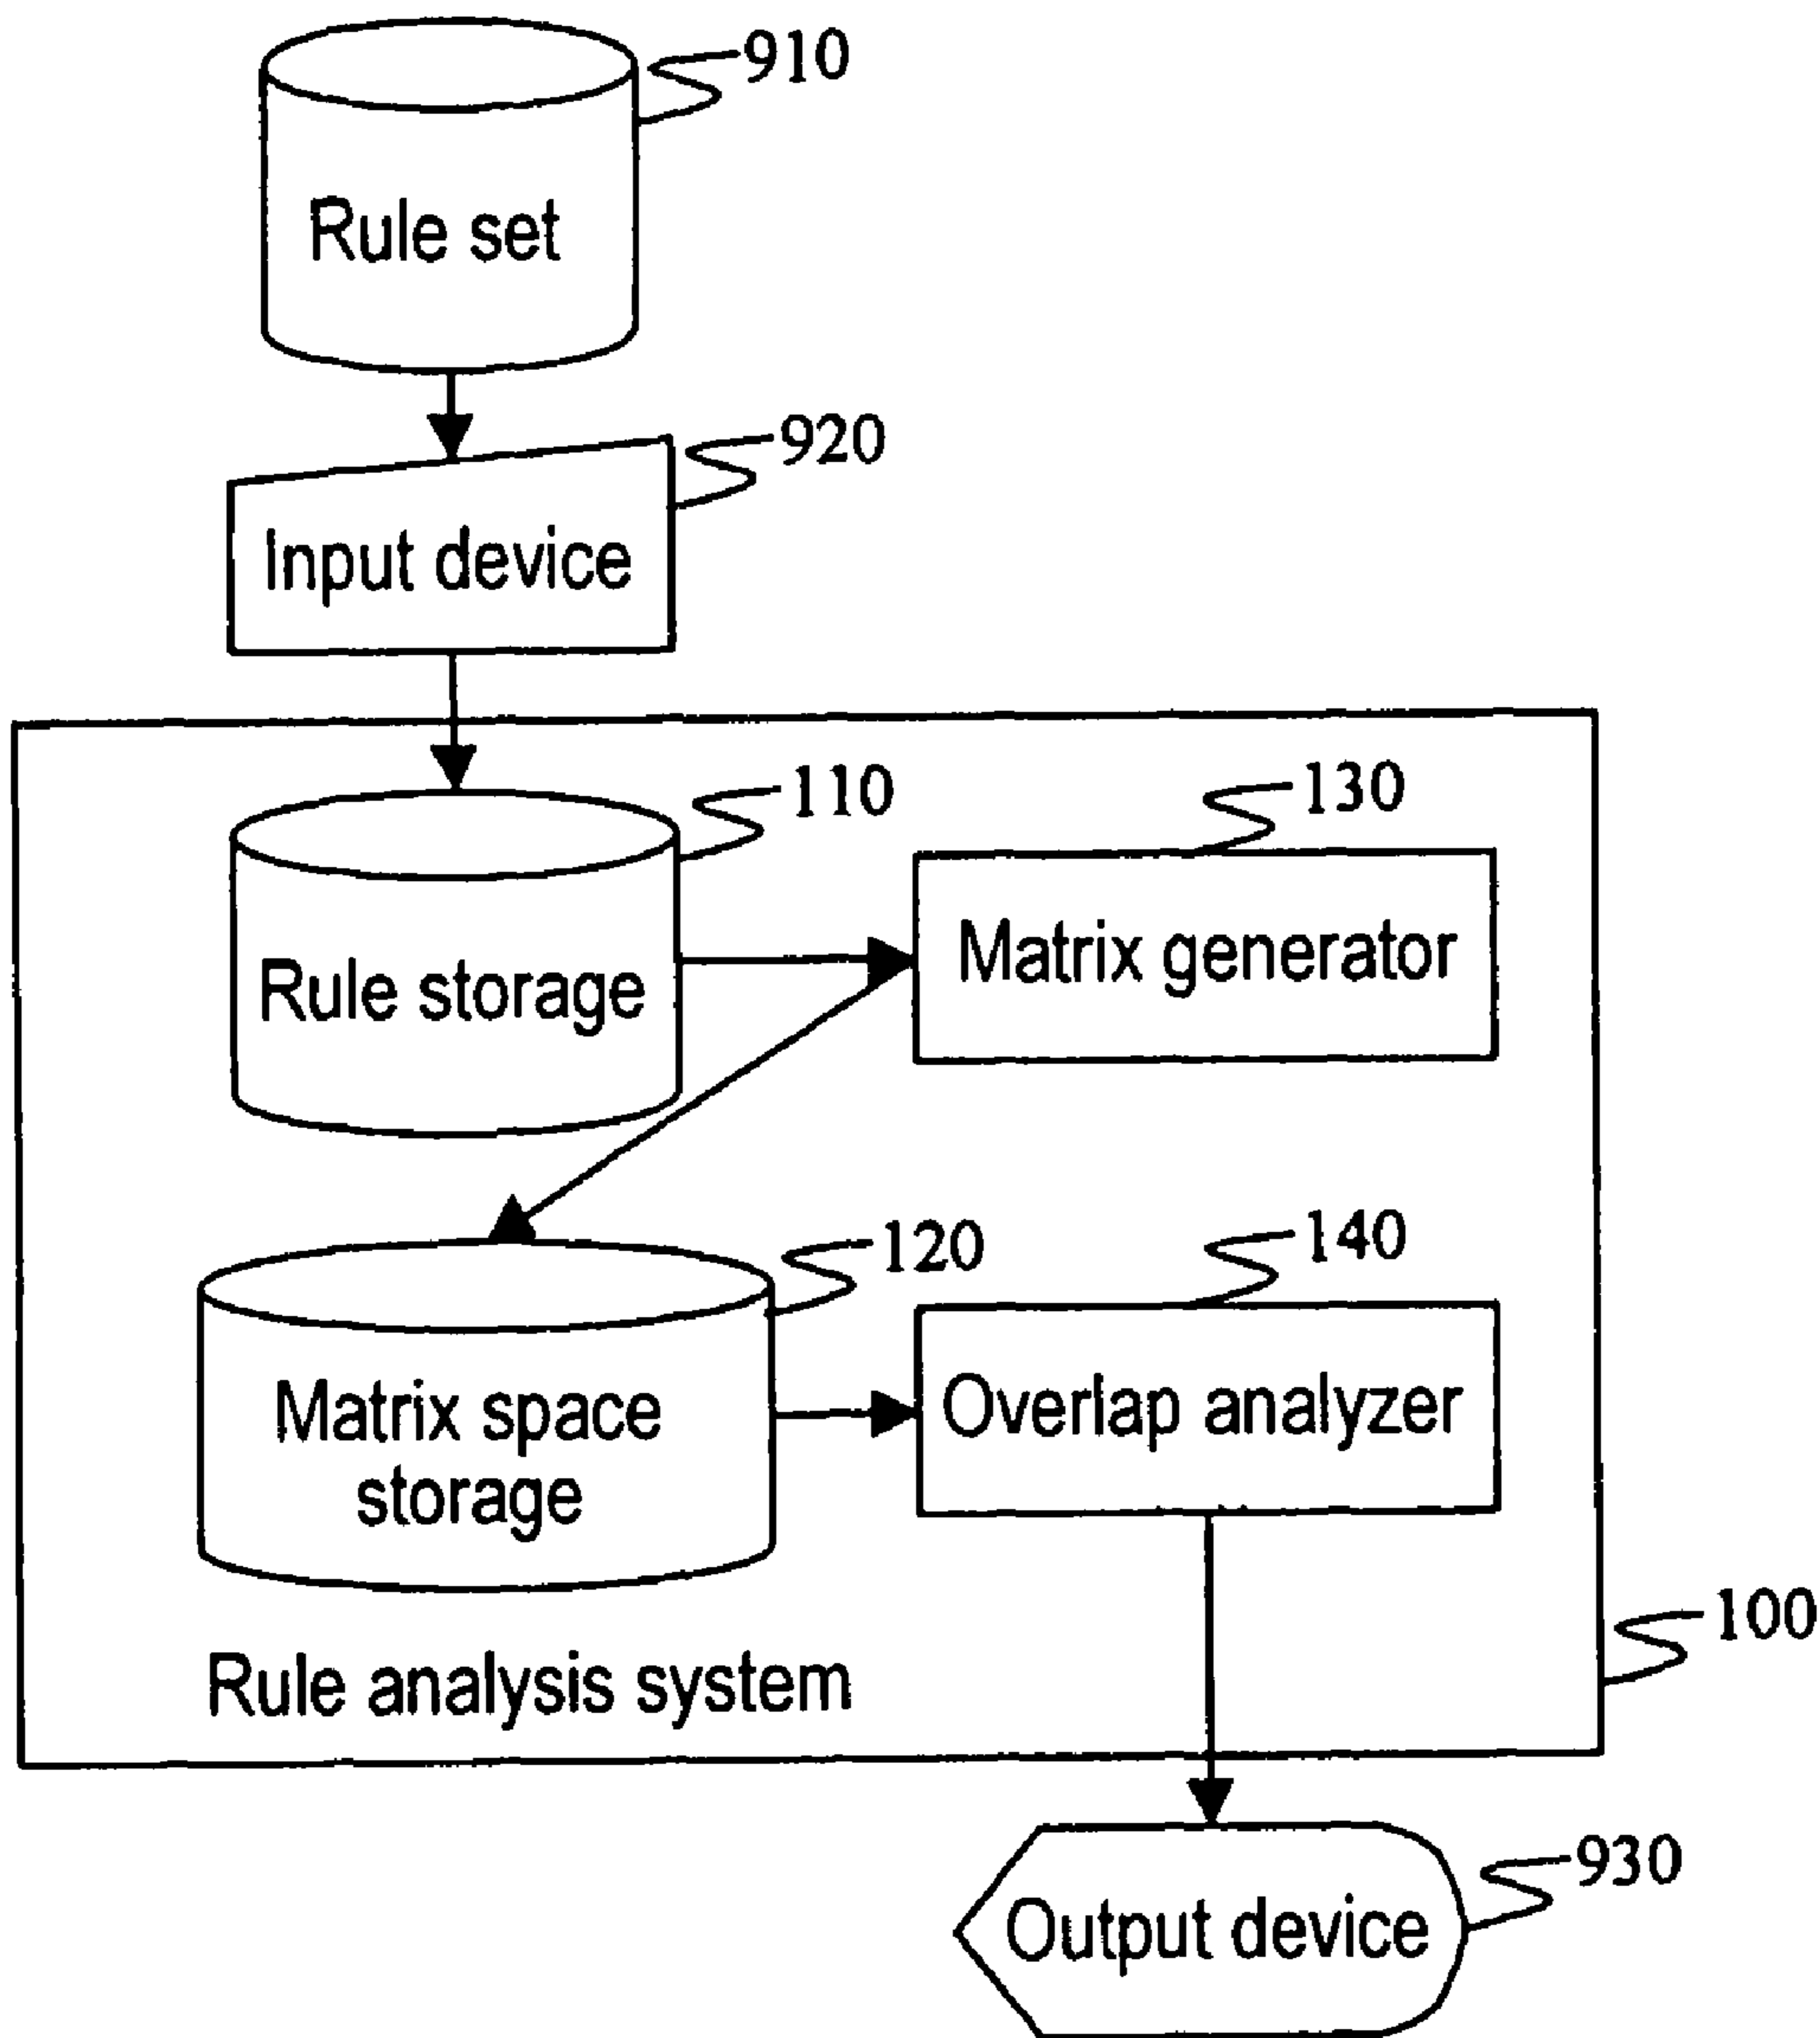 910
Rule set
920
Input device
110
130
Rule storage
Matrix generator
120
140
Matrix space
storage
Overlap analyzer
100
Rule analysis system
930
Output device